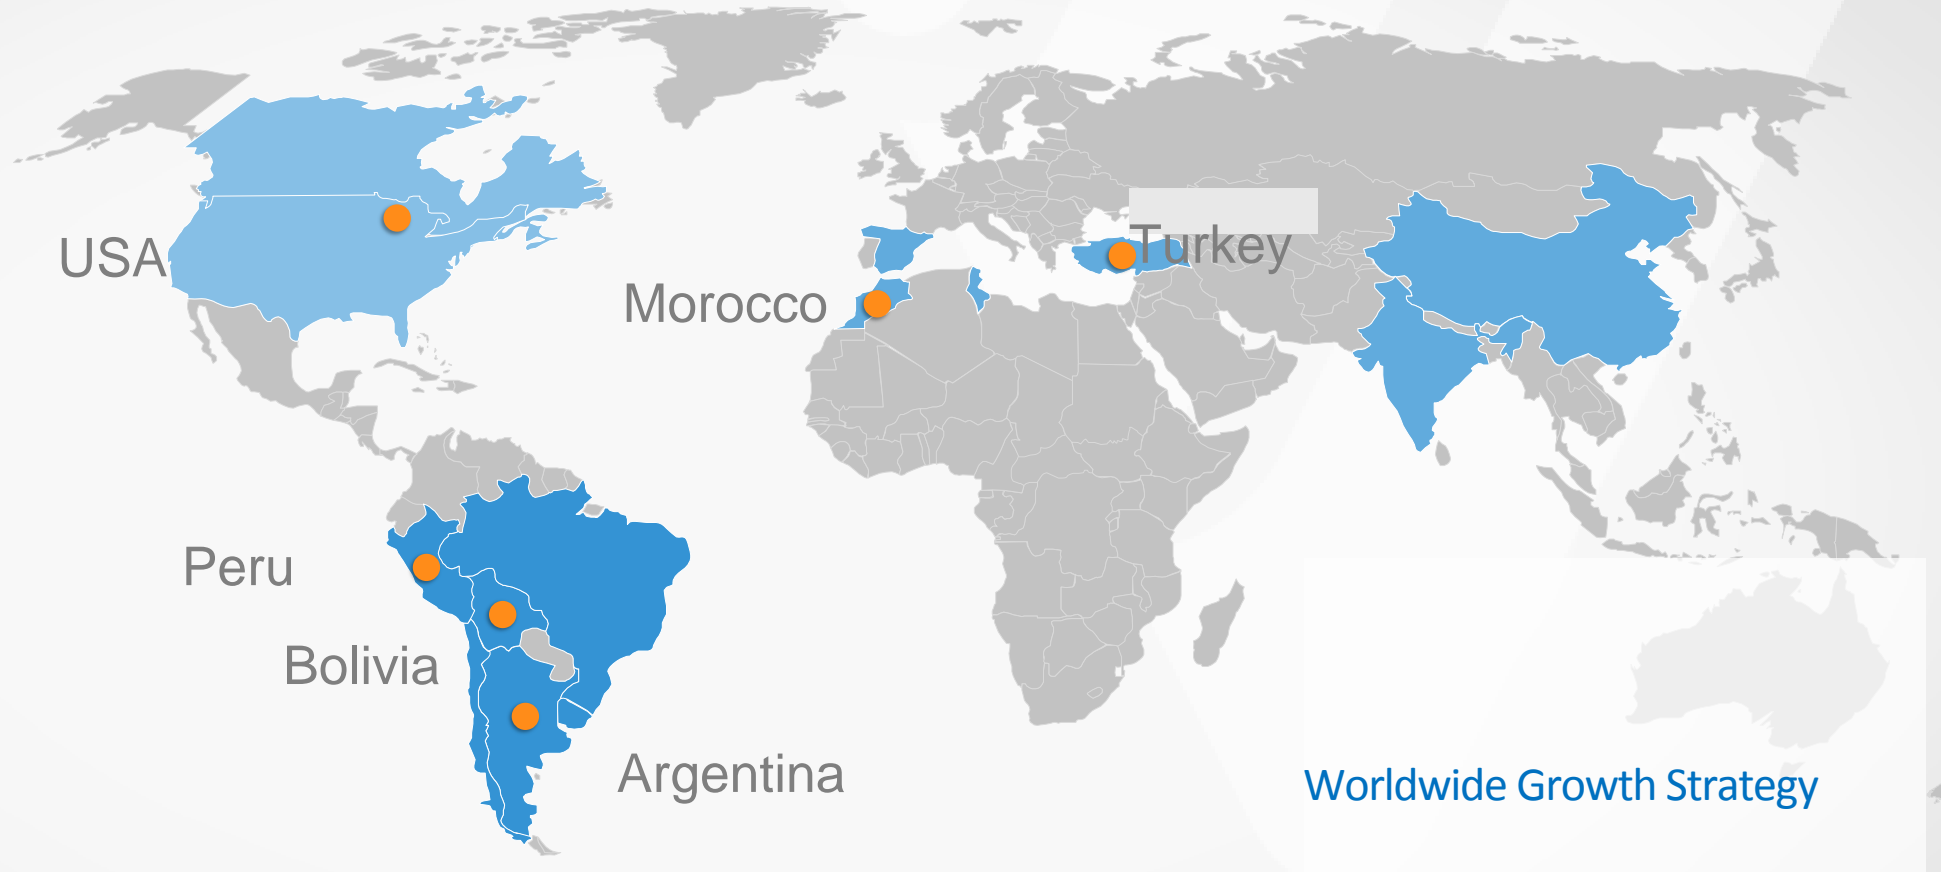 Turkey
USA
Morocco
Peru
Bolivia
Argentina
Worldwide Growth Strategy